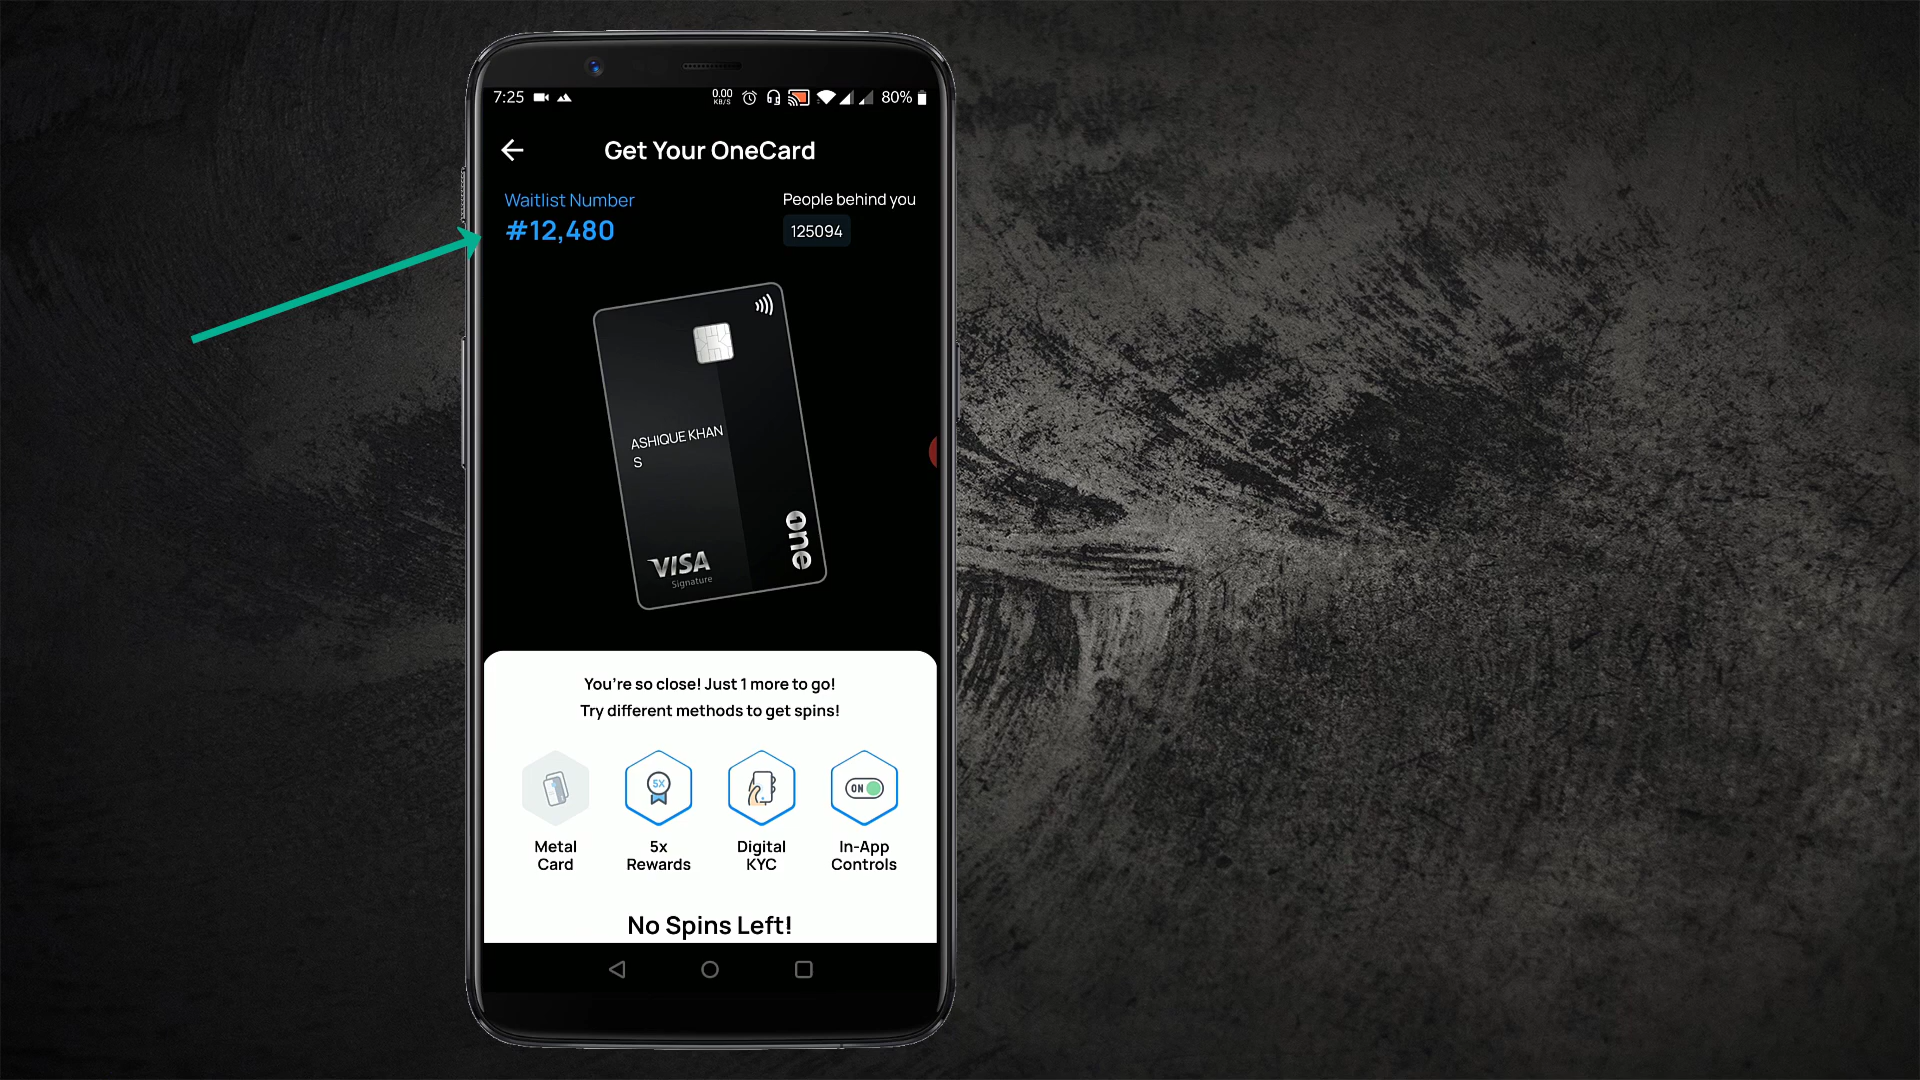 7:25
0.00
KB/S
80%
Get Your OneCard
Waitlist Number
People behind you
#12,480
125094
ASHIQUE KHAN
S
one
VISA
Signature
You're so close! Just 1 more to go!
Try different methods to get spins!
5X
ON
Metal
Card
5x
Rewards
Digital
KYC
In-App
Controls
No Spins Left!